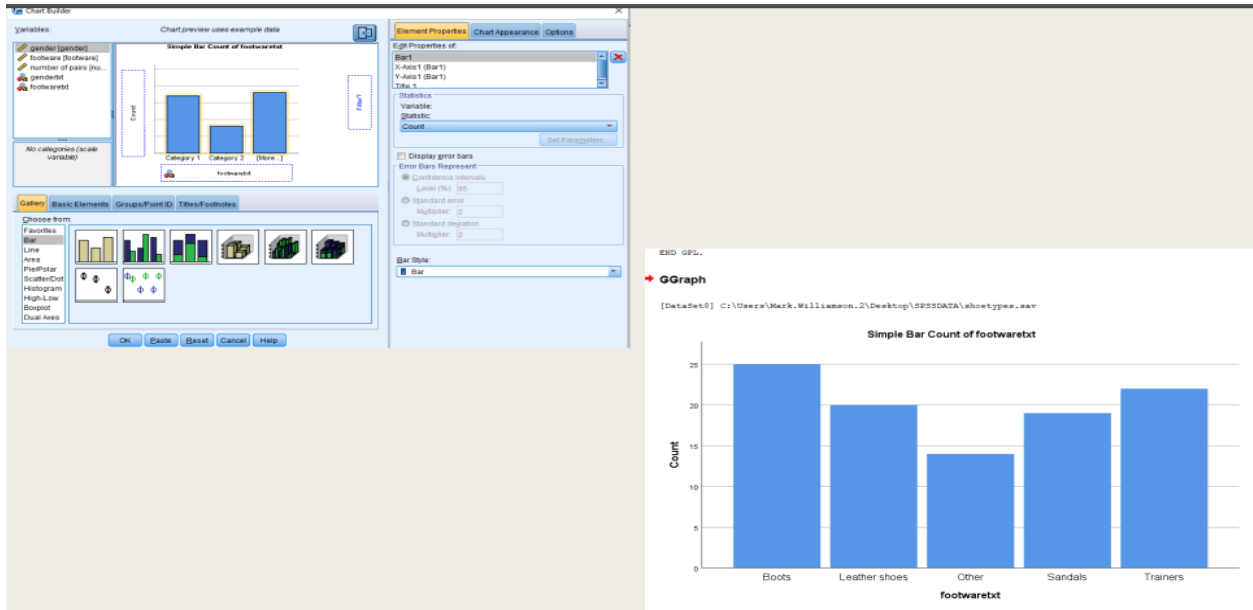 Chart Builder
Variables:
Chart preview uses example data
gender [gender]
footware [footware]
number of pairs [nu...
gendertxt
footwaretxt
No categories (scale
variable)
Simple Bar Count of footwaretxt
Count
Filter?
Category 1 Category 2 [More...]
footwaretxt
Gallery Basic Elements Groups/Point ID Titles/Footnotes
Choose from:
Favorites
Bar
Line
Area
Pie/Polar
Scatter/Dot
Histogram
High-Low
Boxplot
Dual Axes
OK Paste Reset Cancel Help
Element Properties Chart Appearance Options
Edit Properties of:
Bar1
X-Axis1 (Bar1)
Y-Axis1 (Bar1)
Title 1
Statistics
Variable:
Statistic:
Count
Set Parameters...
Display error bars
Error Bars Represent
Confidence intervals
Level (%): 95
Standard error
Multiplier: 2
Standard deviation
Multiplier: 2
Bar Style:
Bar
END GPL.
GGraph
[DataSet8] C:\Users\Mark.Williamson.2\Desktop\SPSSDATA\shoetypes.sav
Simple Bar Count of footwaretxt
Count
25
20
15
10
5
0
Boots Leather shoes Other Sandals Trainers
footwaretxt